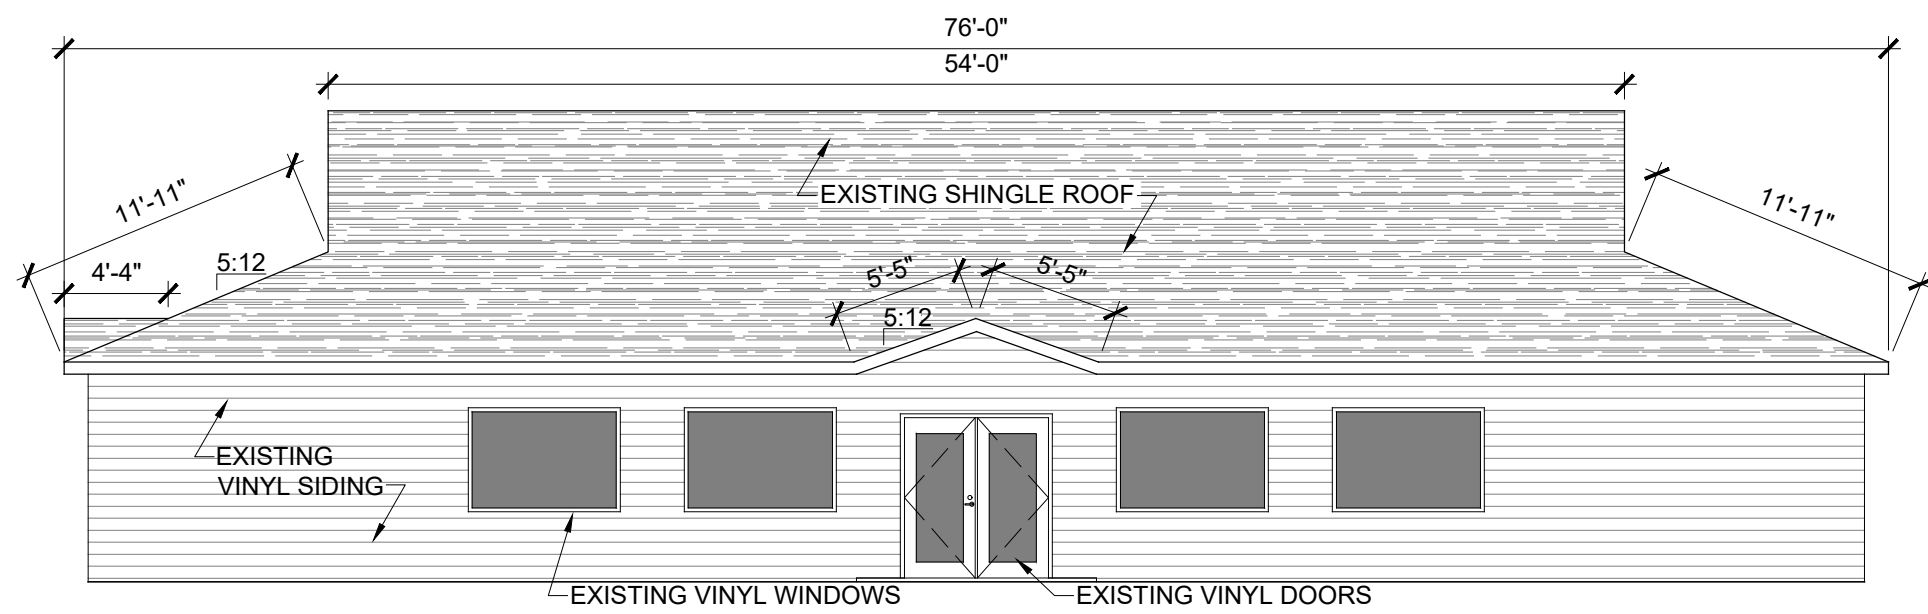 76'-0"
54'-0"
11'-11"
11'-11"
EXISTING SHINGLE ROOF
4'-4"
5:12
5'-5"
5'-5"
5:12
EXISTING
VINYL SIDING
EXISTING VINYL WINDOWS
EXISTING VINYL DOORS